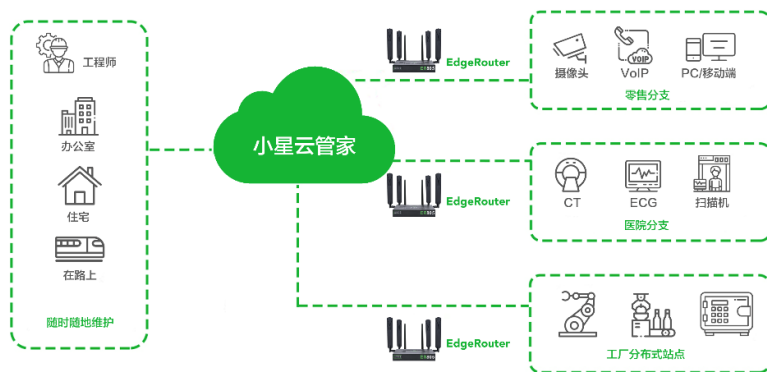 工程师
办公室
住宅
在路上
随时随地维护
小星云管家
EdgeRouter
摄像头
VoIP
VOIP
PC/移动端
零售分支
EdgeRouter
CT
ECG
扫描机
医院分支
EdgeRouter
工厂分布式站点